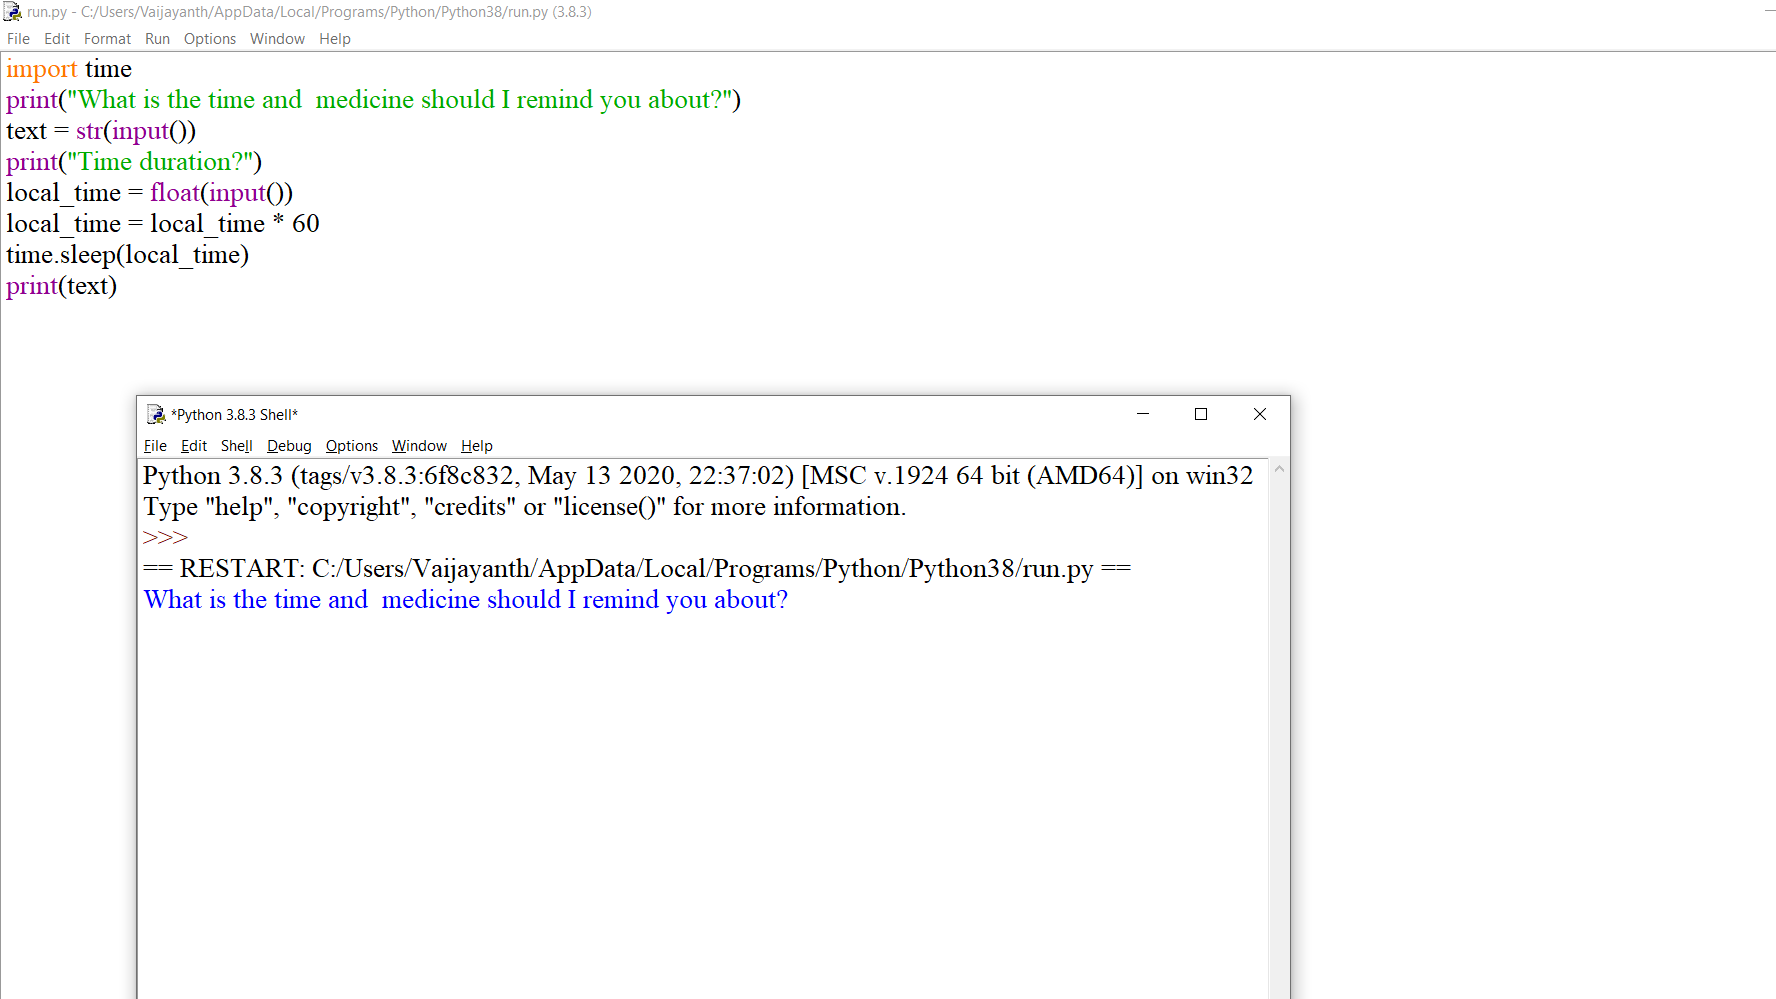 run.py - C:/Users/Vaijayanth/AppData/Local/Programs/Python/Python38/run.py (3.8.3)
File Edit Format Run Options Window Help
import time
print("What is the time and  medicine should I remind you about?")
text = str(input())
print("Time duration?")
local_time = float(input())
local_time = local_time * 60
time.sleep(local_time)
print(text)
*Python 3.8.3 Shell*
File Edit Shell Debug Options Window Help
Python 3.8.3 (tags/v3.8.3:6f8c832, May 13 2020, 22:37:02) [MSC v.1924 64 bit (AMD64)] on win32
Type "help", "copyright", "credits" or "license()" for more information.
>>>
== RESTART: C:/Users/Vaijayanth/AppData/Local/Programs/Python/Python38/run.py ==
What is the time and  medicine should I remind you about?